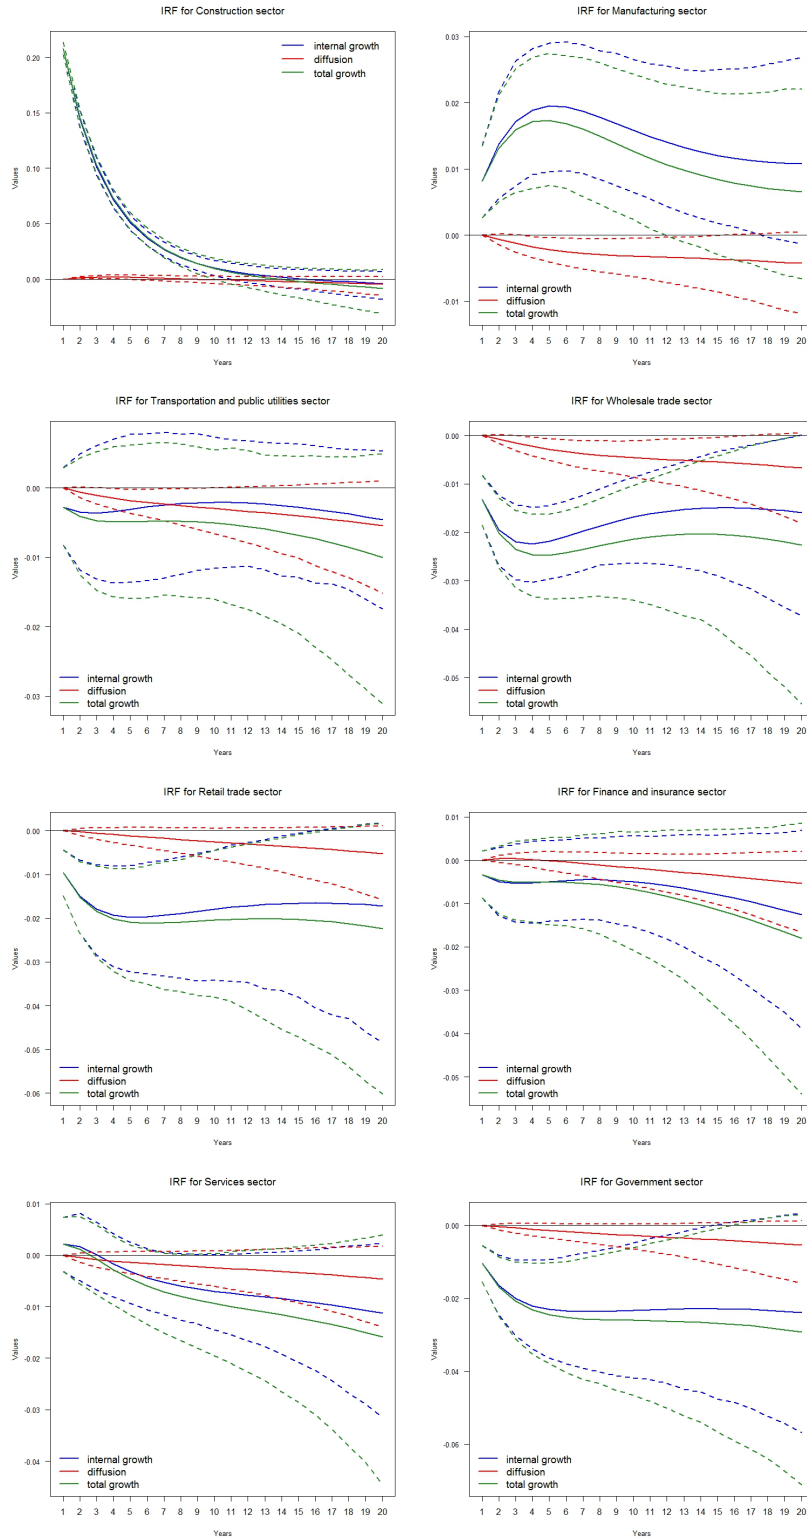 IRF for Construction sector
internal growth
diffusion
total growth
0.20
0.15
0.10
0.05
0.00
Values
1 2 3 4 5 6 7 8 9 10 11 12 13 14 15 16 17 18 19 20
Years
IRF for Manufacturing sector
0.03
0.02
0.01
0.00
-0.01
Values
internal growth
diffusion
total growth
1 2 3 4 5 6 7 8 9 10 11 12 13 14 15 16 17 18 19 20
Years
IRF for Transportation and public utilities sector
0.00
-0.01
-0.02
-0.03
Values
internal growth
diffusion
total growth
1 2 3 4 5 6 7 8 9 10 11 12 13 14 15 16 17 18 19 20
Years
IRF for Wholesale trade sector
0.00
-0.01
-0.02
-0.03
-0.04
-0.05
Values
internal growth
diffusion
total growth
1 2 3 4 5 6 7 8 9 10 11 12 13 14 15 16 17 18 19 20
Years
IRF for Retail trade sector
0.00
-0.01
-0.02
-0.03
-0.04
-0.05
-0.06
Values
internal growth
diffusion
total growth
1 2 3 4 5 6 7 8 9 10 11 12 13 14 15 16 17 18 19 20
Years
IRF for Finance and insurance sector
0.01
0.00
-0.01
-0.02
-0.03
-0.04
-0.05
Values
internal growth
diffusion
total growth
1 2 3 4 5 6 7 8 9 10 11 12 13 14 15 16 17 18 19 20
Years
IRF for Services sector
0.01
0.00
-0.01
-0.02
-0.03
-0.04
Values
internal growth
diffusion
total growth
1 2 3 4 5 6 7 8 9 10 11 12 13 14 15 16 17 18 19 20
Years
IRF for Government sector
0.00
-0.02
-0.04
-0.06
Values
internal growth
diffusion
total growth
1 2 3 4 5 6 7 8 9 10 11 12 13 14 15 16 17 18 19 20
Years